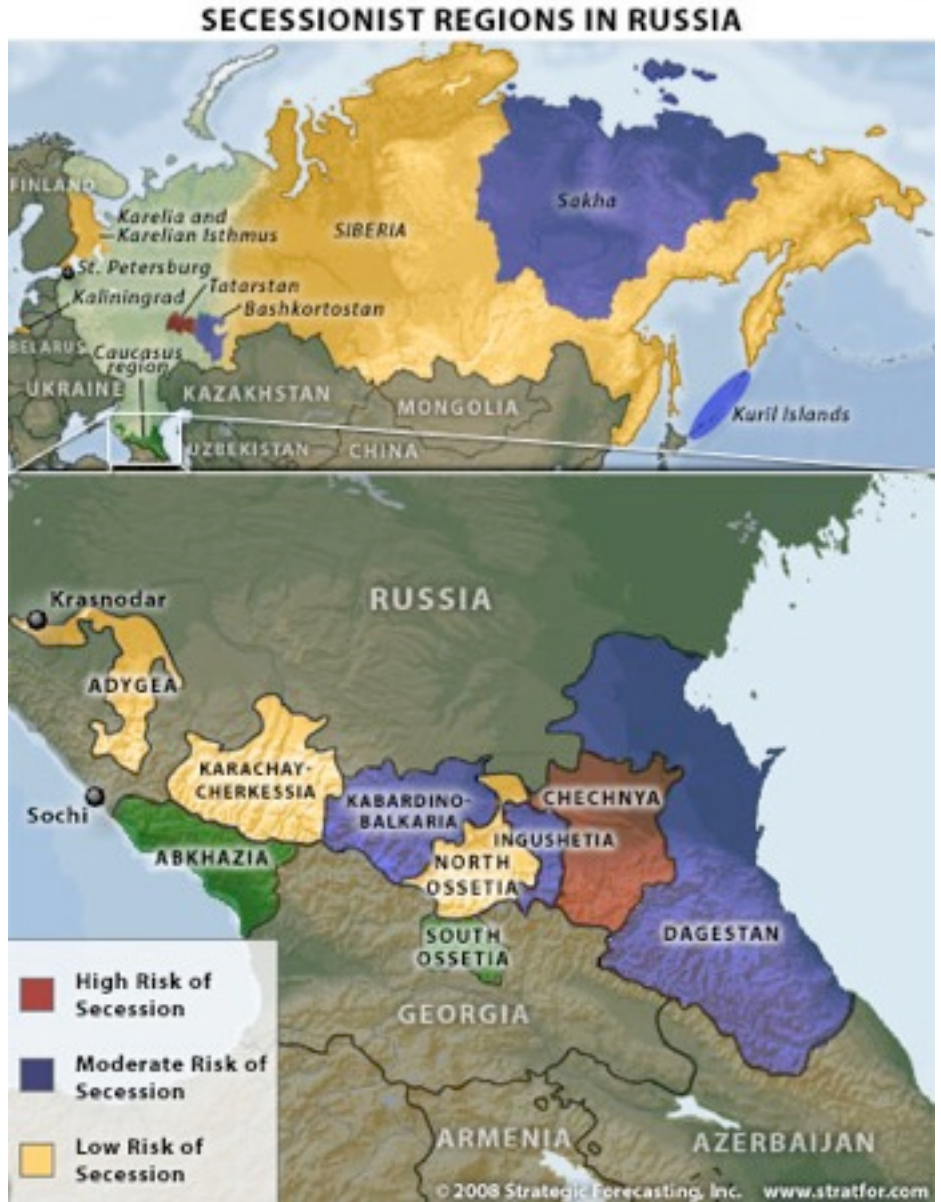 SECESSIONIST REGIONS IN RUSSIA
FINLAND
Karelia and
Karelian Isthmus
SIBERIA
Sakha
St. Petersburg
Tatarstan
Kaliningrad
Bashkortostan
BELARUS
Caucasus
region
UKRAINE
KAZAKHSTAN
MONGOLIA
Kuril Islands
UZBEKISTAN
CHINA
Krasnodar
RUSSIA
ADYGEA
KARACHAY-
CHERKESSIA
KABARDINO-
BALKARIA
CHECHNYA
Sochi
INGUSHETIA
ABKHAZIA
NORTH
OSSETIA
SOUTH
OSSETIA
DAGESTAN
GEORGIA
High Risk of
Secession
Moderate Risk of
Secession
Low Risk of
Secession
ARMENIA
AZERBAIJAN
© 2008 Strategic Forecasting, Inc. www.stratfor.com